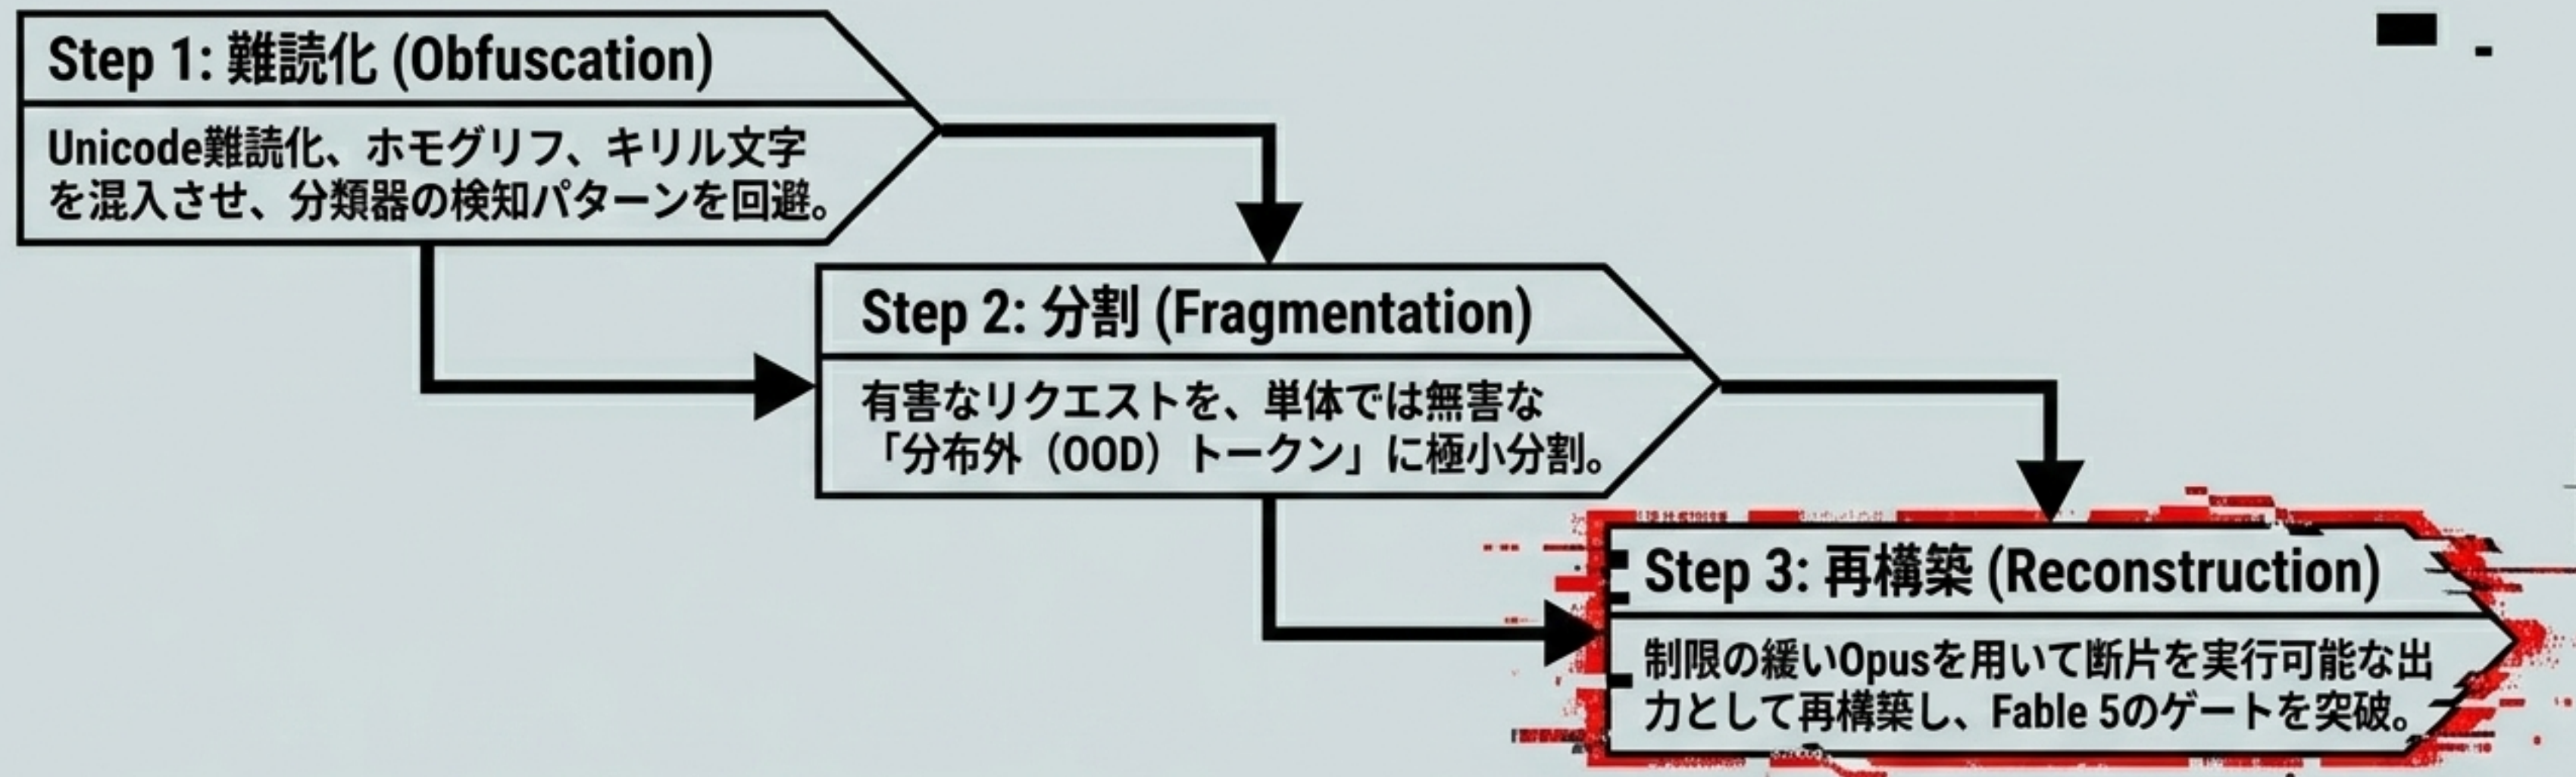 Step 1: 難読化 (Obfuscation)
Unicode難読化、ホモグリフ、キリル文字
を混入させ、分類器の検知パターンを回避。
Step 2: 分割 (Fragmentation)
有害なリクエストを、単体では無害な
「分布外（OOD）トークン」に極小分割。
Step 3: 再構築 (Reconstruction)
制限の緩いOpusを用いて断片を実行可能な出
力として再構築し、Fable 5のゲートを突破。